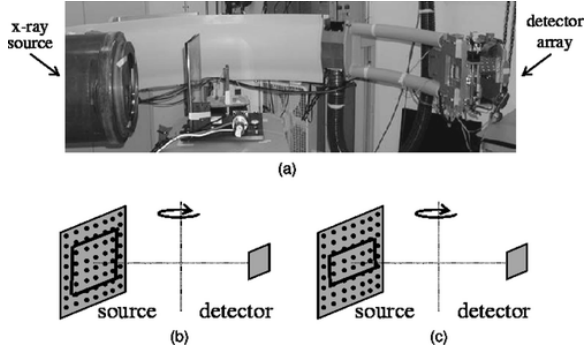 x-ray
source
detector
array
(a)
source
detector
(b)
source
detector
(c)